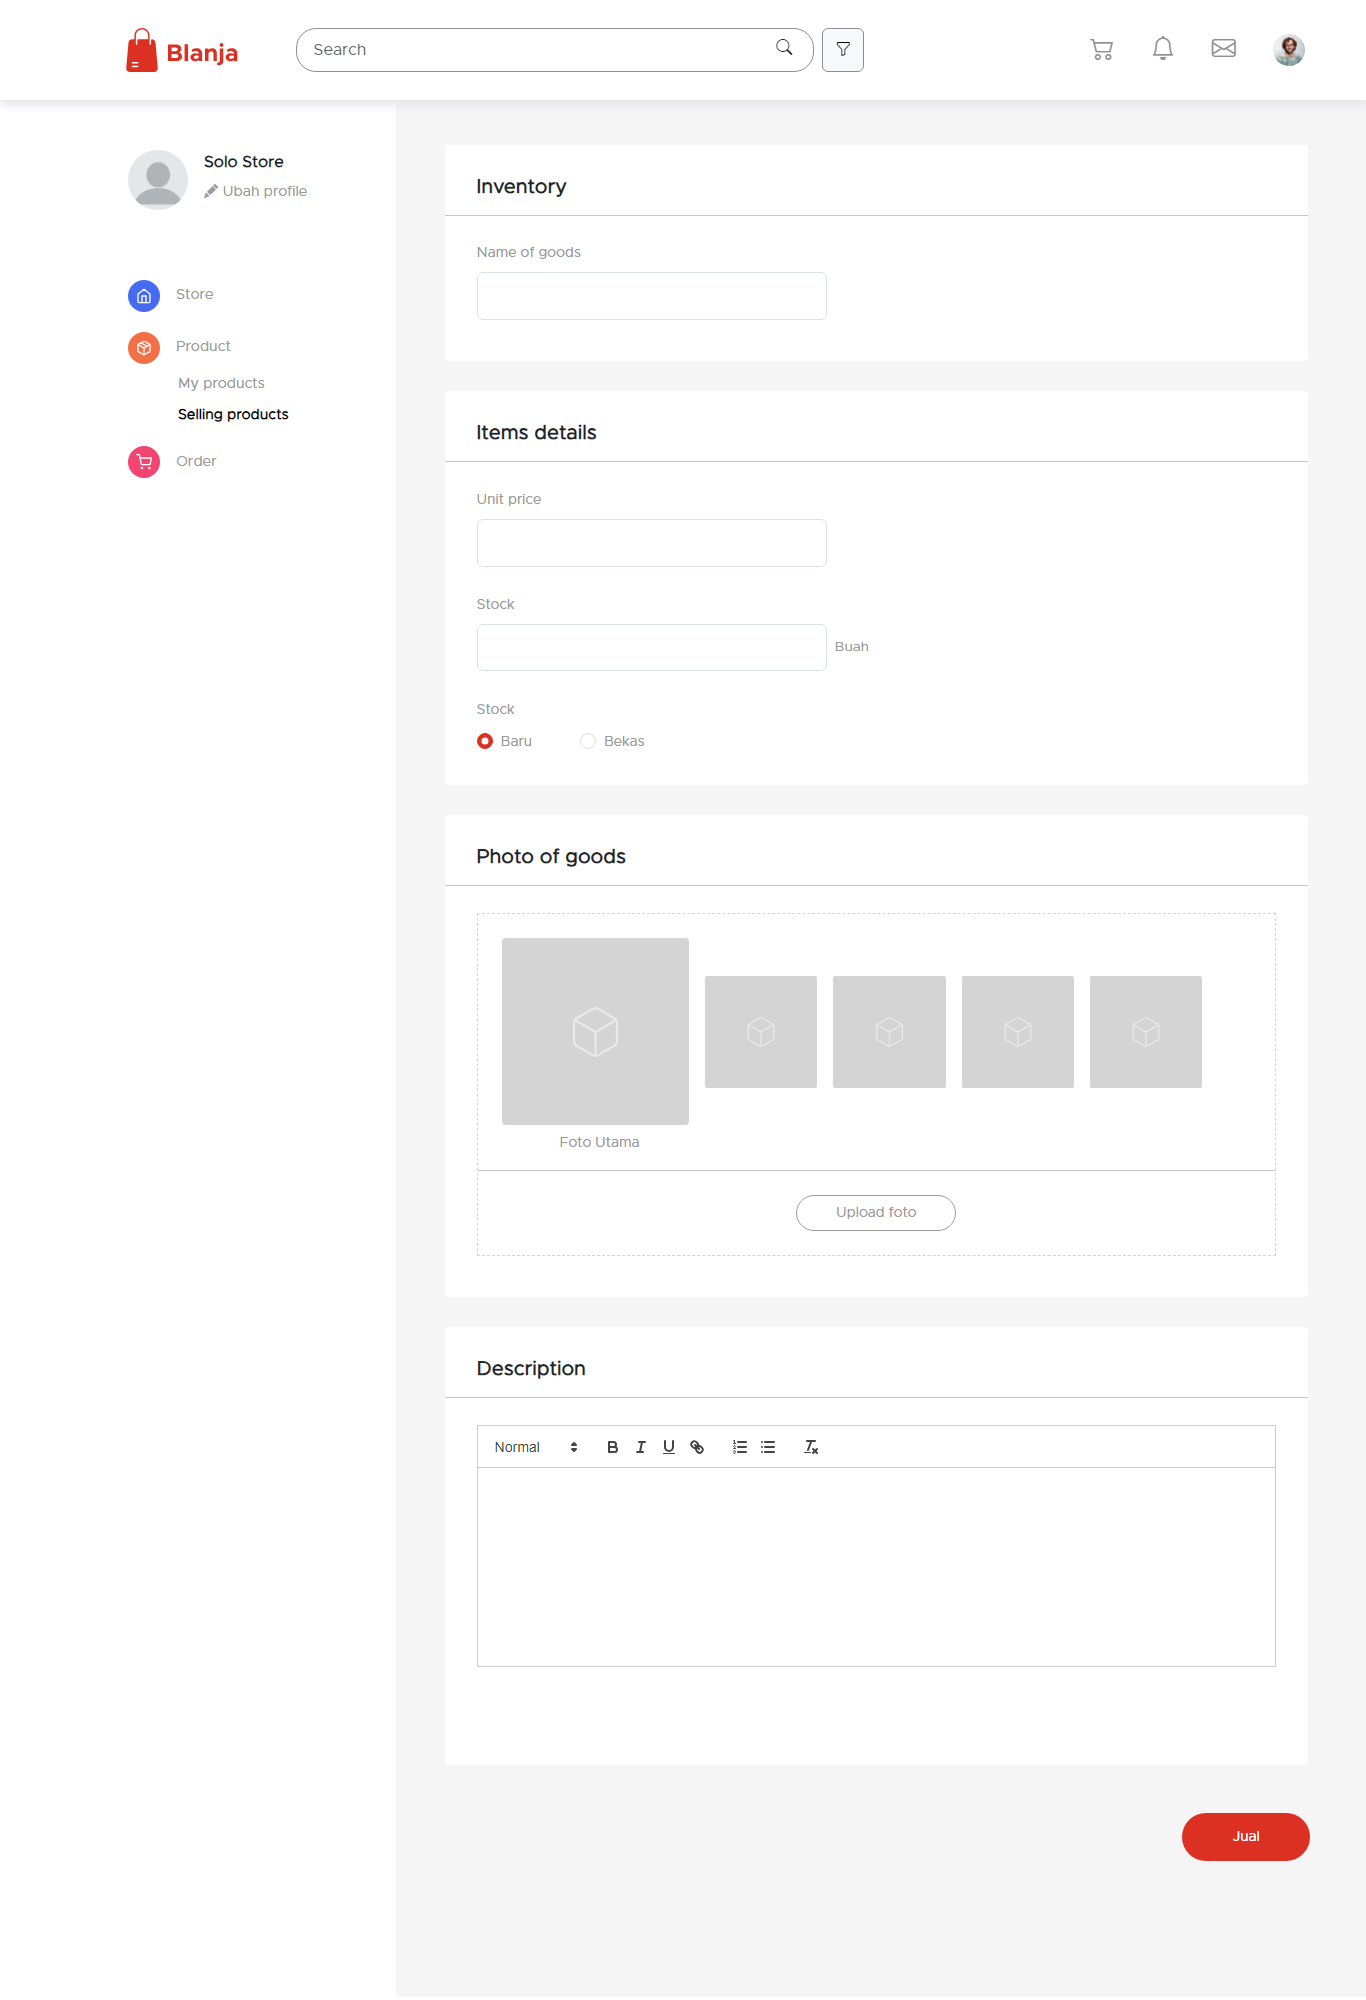 Blanja
Search
Solo Store
Ubah profile
Store
Product
My products
Selling products
Order
Inventory
Name of goods
Items details
Unit price
Stock
Buah
Stock
Baru
Bekas
Photo of goods
Foto Utama
Upload foto
Description
Normal
Jual